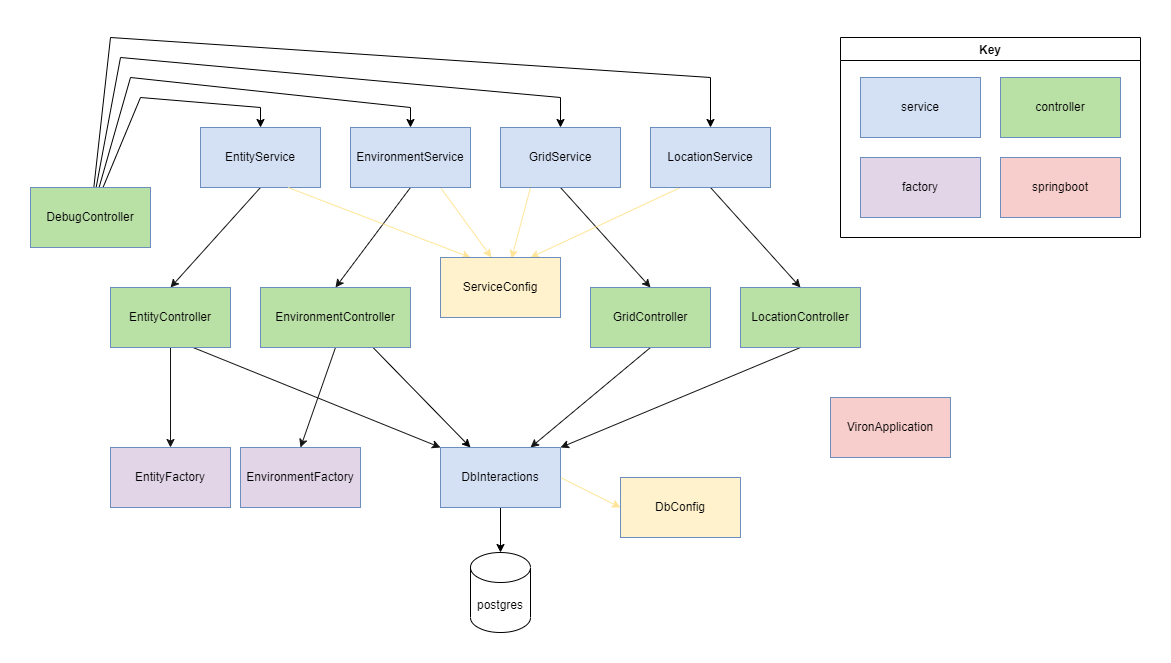 Key
service
controller
factory
springboot
EntityService
EnvironmentService
GridService
LocationService
DebugController
ServiceConfig
EntityController
EnvironmentController
GridController
LocationController
VironApplication
EntityFactory
EnvironmentFactory
DbInteractions
DbConfig
postgres